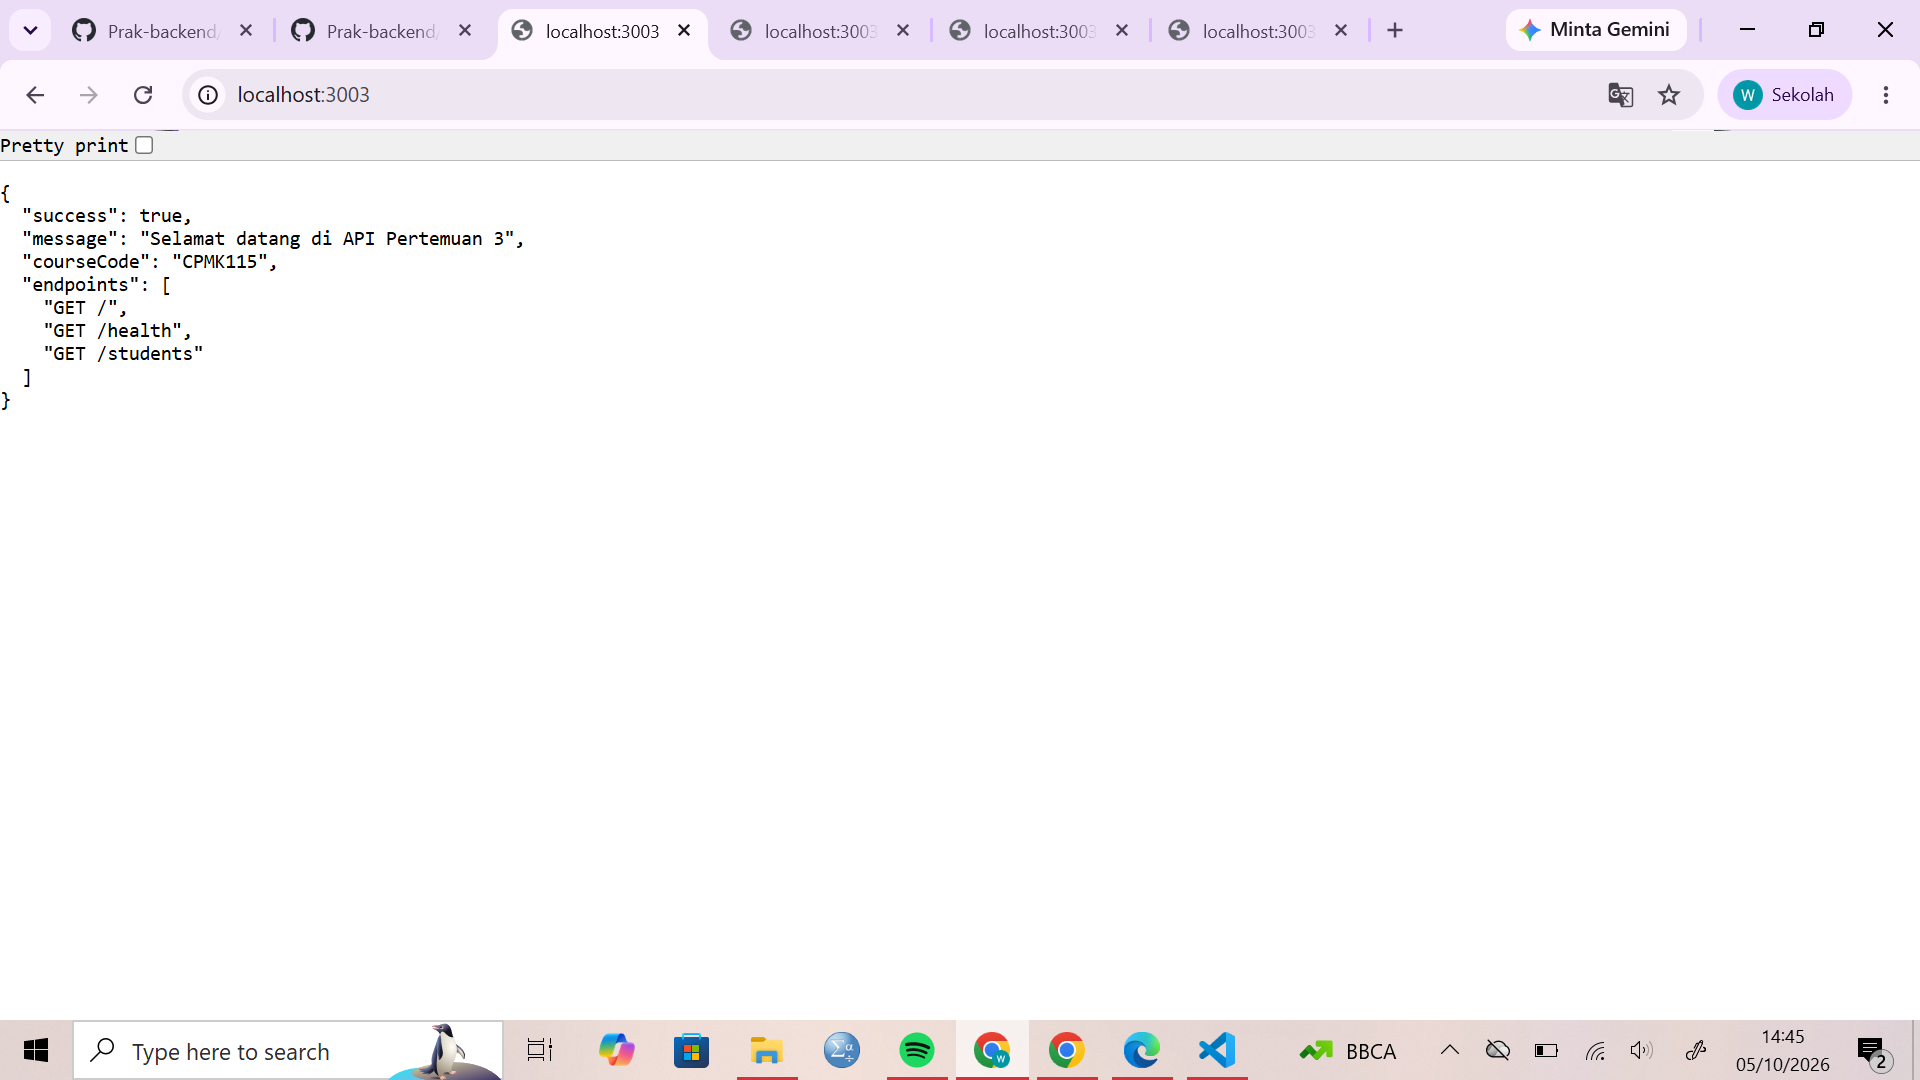 Prak-backend/
Prak-backend/
localhost:3003
localhost:3003
localhost:3003
localhost:3003
Minta Gemini
localhost:3003
W
Sekolah
Pretty print
{
"success": true,
"message": "Selamat datang di API Pertemuan 3",
"courseCode": "CPMK115",
"endpoints": [
"GET /",
"GET /health",
"GET /students"
]
}
Type here to search
BBCA
14:45
05/10/2026
2